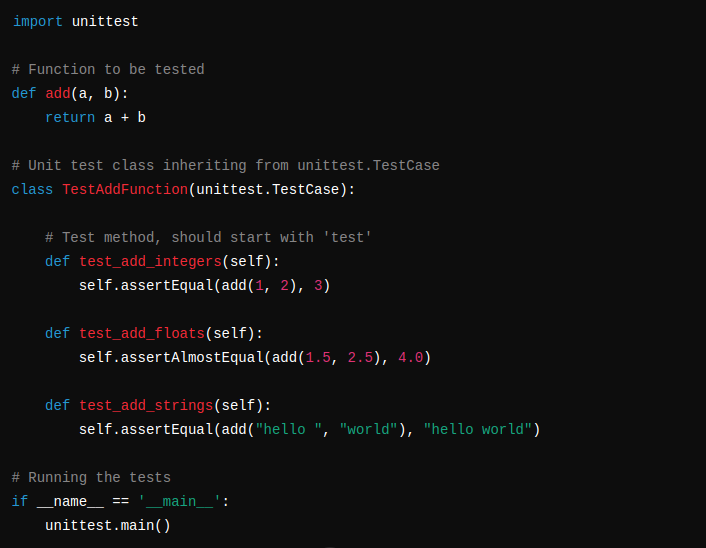 import unittest

# Function to be tested
def add(a, b):
    return a + b

# Unit test class inheriting from unittest.TestCase
class TestAddFunction(unittest.TestCase):

    # Test method, should start with 'test'
    def test_add_integers(self):
        self.assertEqual(add(1, 2), 3)

    def test_add_floats(self):
        self.assertAlmostEqual(add(1.5, 2.5), 4.0)

    def test_add_strings(self):
        self.assertEqual(add("hello ", "world"), "hello world")

# Running the tests
if __name__ == '__main__':
    unittest.main()